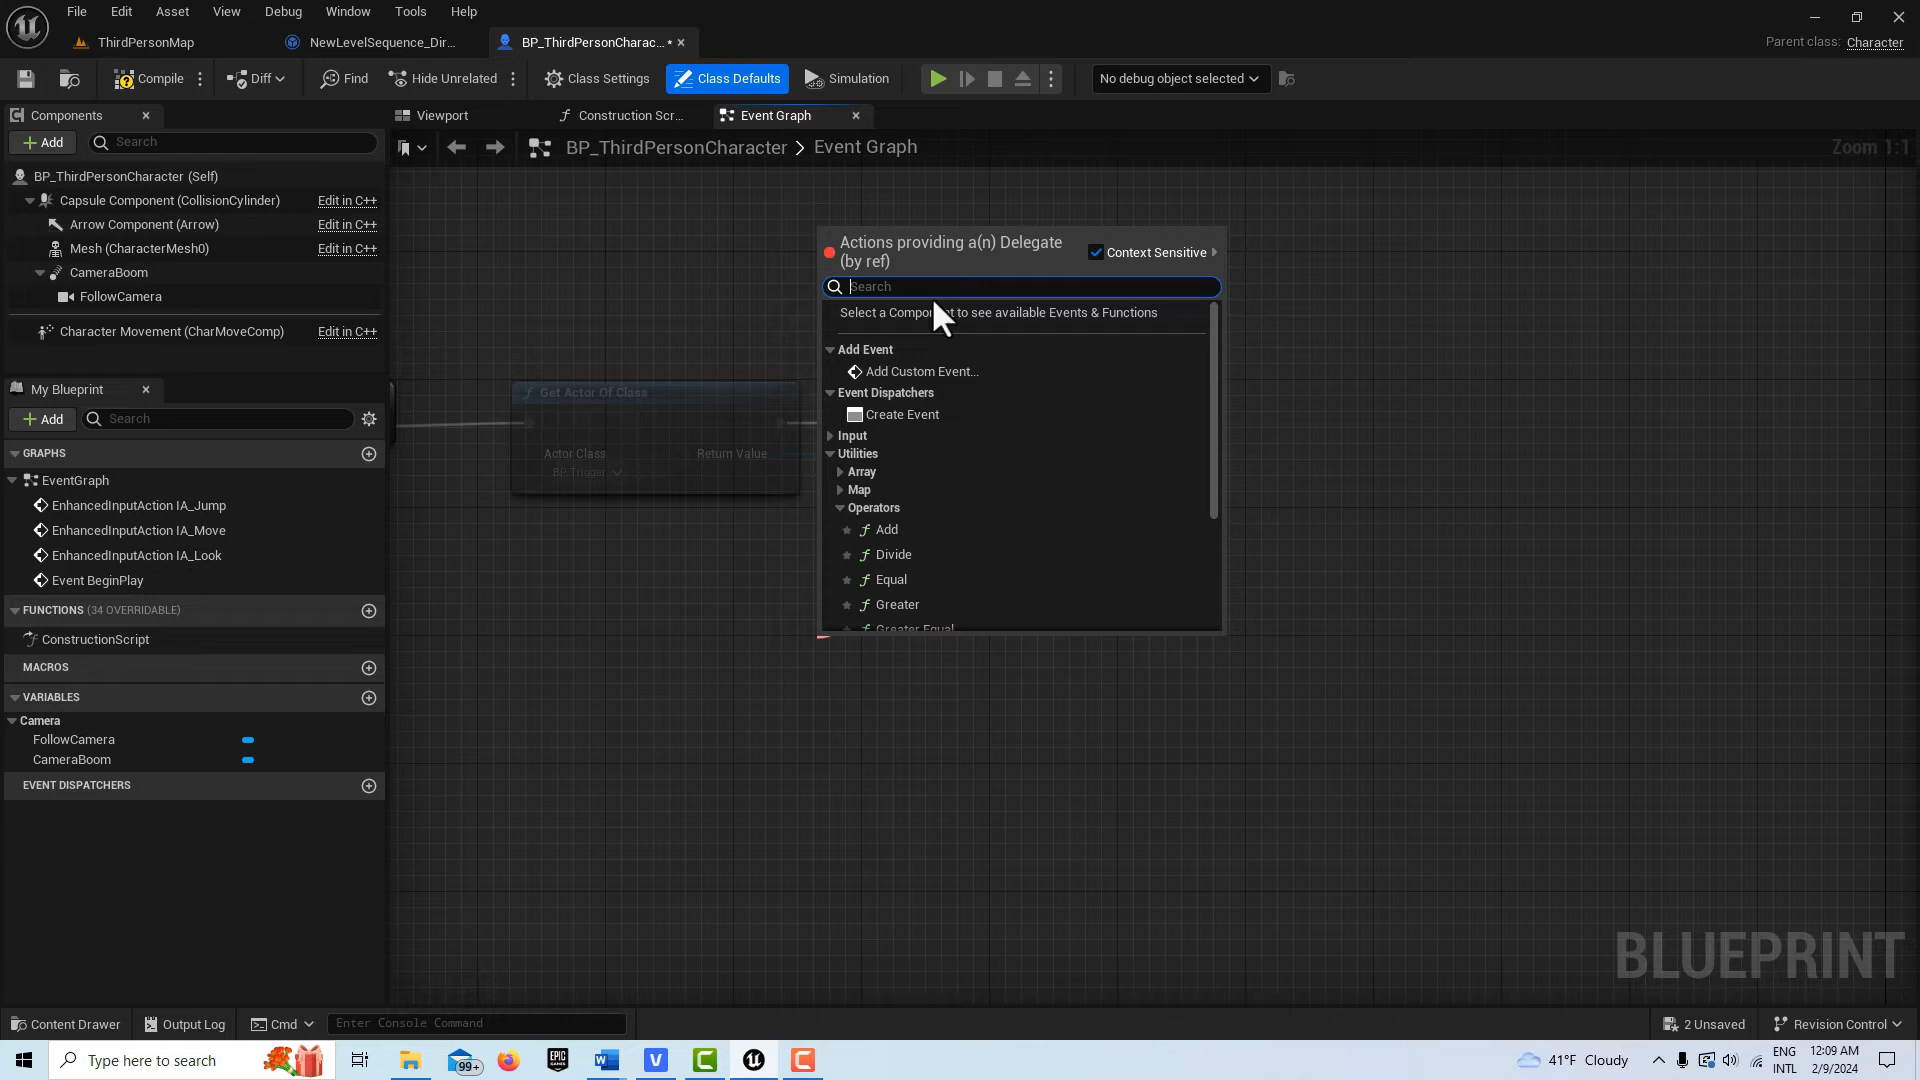 File Edit Asset View Debug Window Tools Help
ThirdPersonMap NewLevelSequence_Dir... BP_ThirdPersonCharac... •
Parent class: Character
Compile Diff Find Hide Unrelated Class Settings Class Defaults Simulation No debug object selected
Components
Viewport Construction Scr... Event Graph
Add Search
BP_ThirdPersonCharacter > Event Graph Zoom 1:1
BP_ThirdPersonCharacter (Self)
Capsule Component (CollisionCylinder) Edit in C++
Arrow Component (Arrow) Edit in C++
Mesh (CharacterMesh0) Edit in C++
CameraBoom
FollowCamera
Character Movement (CharMoveComp) Edit in C++
My Blueprint
Add Search
GRAPHS
EventGraph
EnhancedInputAction IA_Jump
EnhancedInputAction IA_Move
EnhancedInputAction IA_Look
Event BeginPlay
FUNCTIONS (34 OVERRIDABLE)
ConstructionScript
MACROS
VARIABLES
Camera
FollowCamera
CameraBoom
EVENT DISPATCHERS
Get Actor Of Class
Actor Class Return Value
BP Trigger
Actions providing a(n) Delegate
(by ref)
Context Sensitive
Search
to see available Events & Functions
Select a
Add Event
Add Custom Event...
Event Dispatchers
Create Event
Input
Utilities
Array
Map
Operators
Add
Divide
Equal
Greater
Greater Equal
BLUEPRINT
Content Drawer Output Log Cmd Enter Console Command 2 Unsaved Revision Control
Type here to search
99+
EPIC GAMES
41°F Cloudy
ENG
INTL
12:09 AM
2/9/2024